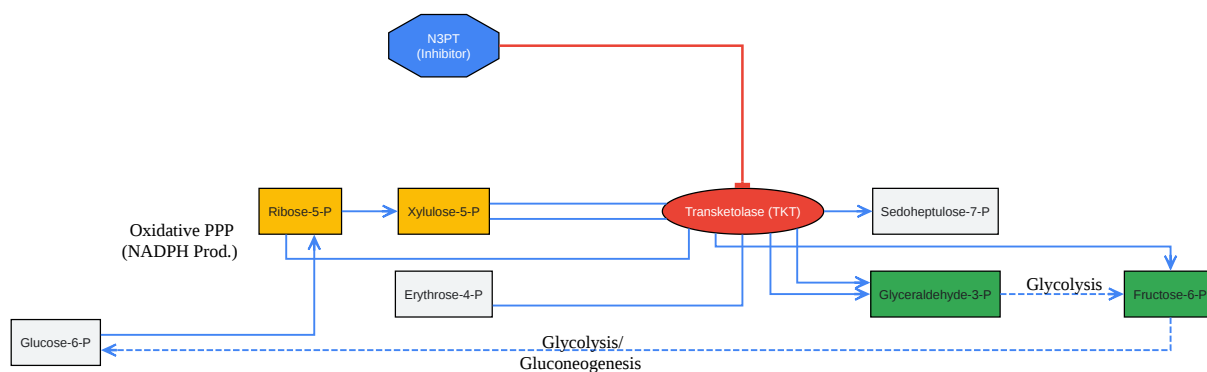 N3PT
(Inhibitor)
Ribose-5-P
Xylulose-5-P
Transketolase (TKT)
Sedoheptulose-7-P
Oxidative PPP
(NADPH Prod.)
Erythrose-4-P
Glyceraldehyde-3-P
Glycolysis
Fructose-6-P
Glucose-6-P
Glycolysis/
Gluconeogenesis